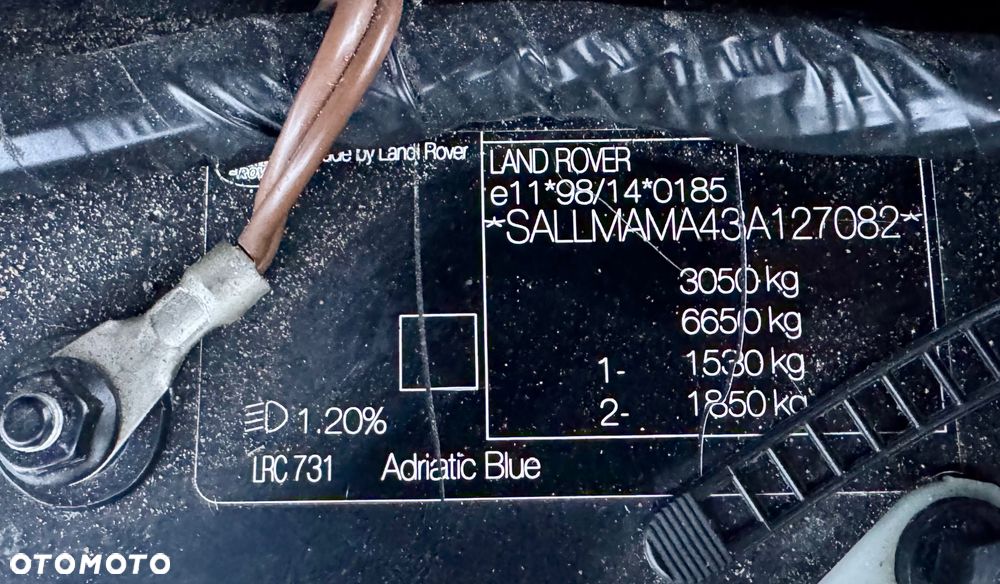 by Land Rover
LAND ROVER
e11*98/14*0185
*SALLMAMA43A127082*
3050 kg
6650 kg
1- 1530 kg
2- 1850 kg
1.20%
LRC 731 Adriatic Blue
OTOMOTO